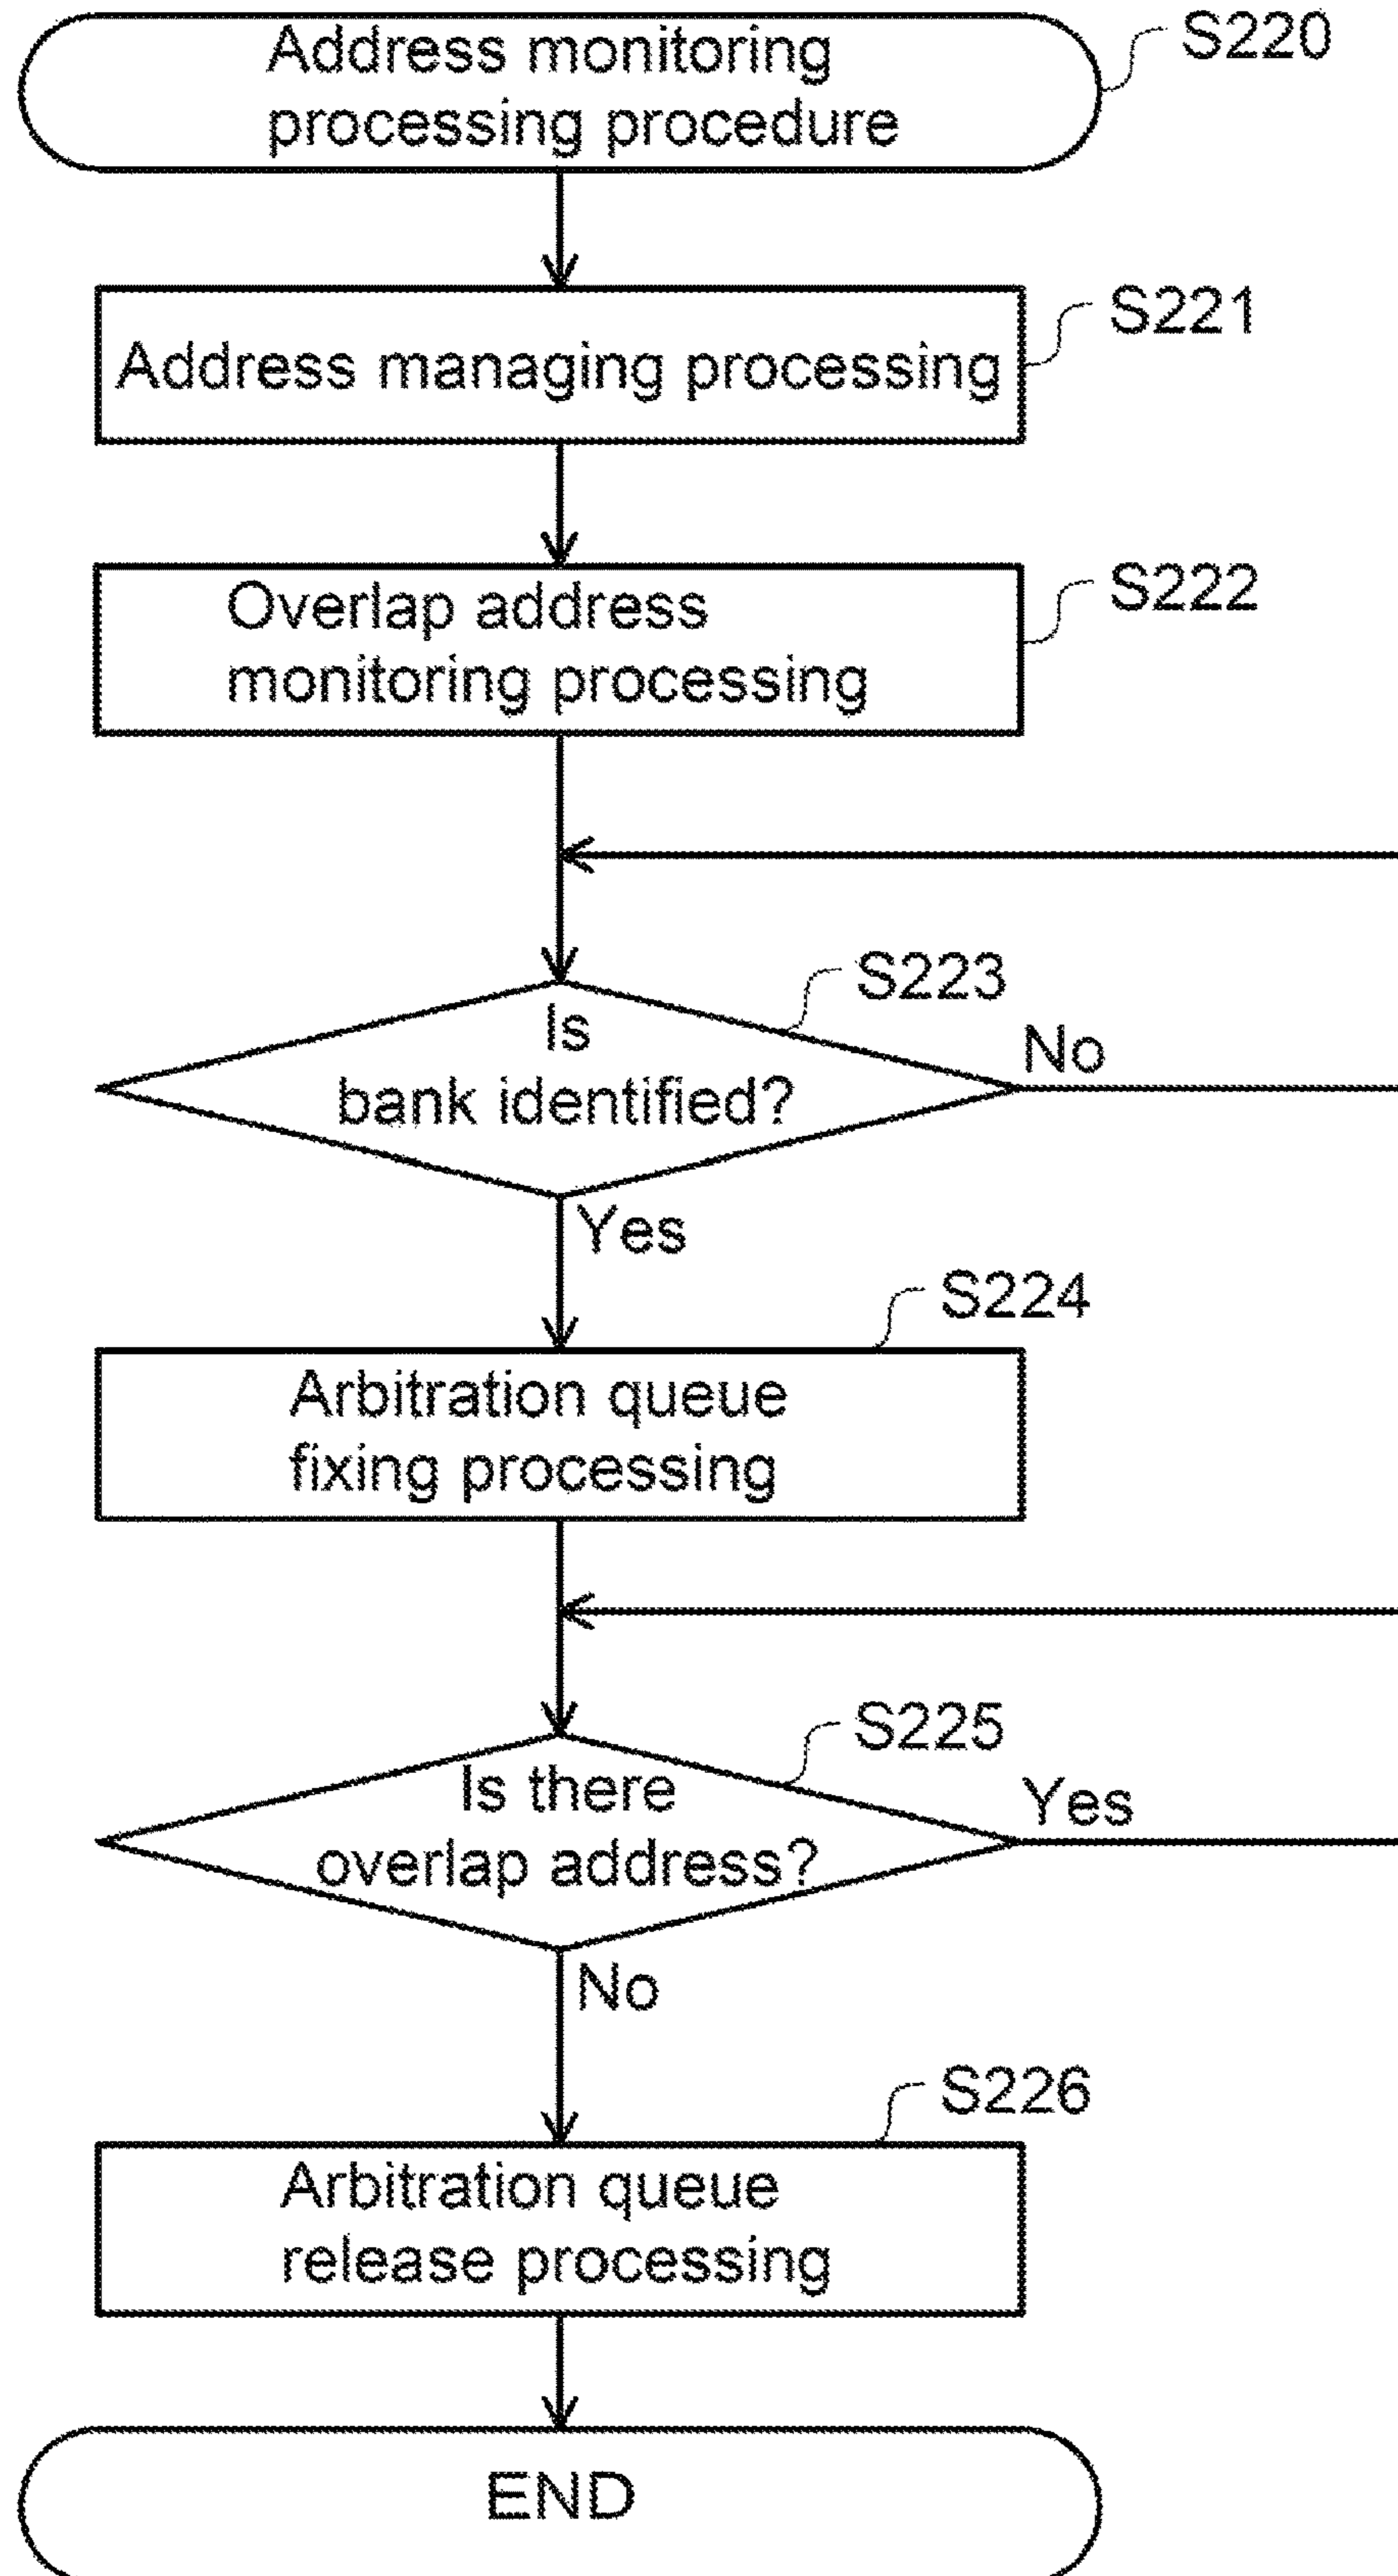 Address monitoring
processing procedure
S220
S221
Address managing processing
S222
Overlap address
monitoring processing
S223
Is
bank identified?
No
Yes
S224
Arbitration queue
fixing processing
S225
Is there
overlap address?
Yes
No
S226
Arbitration queue
release processing
END